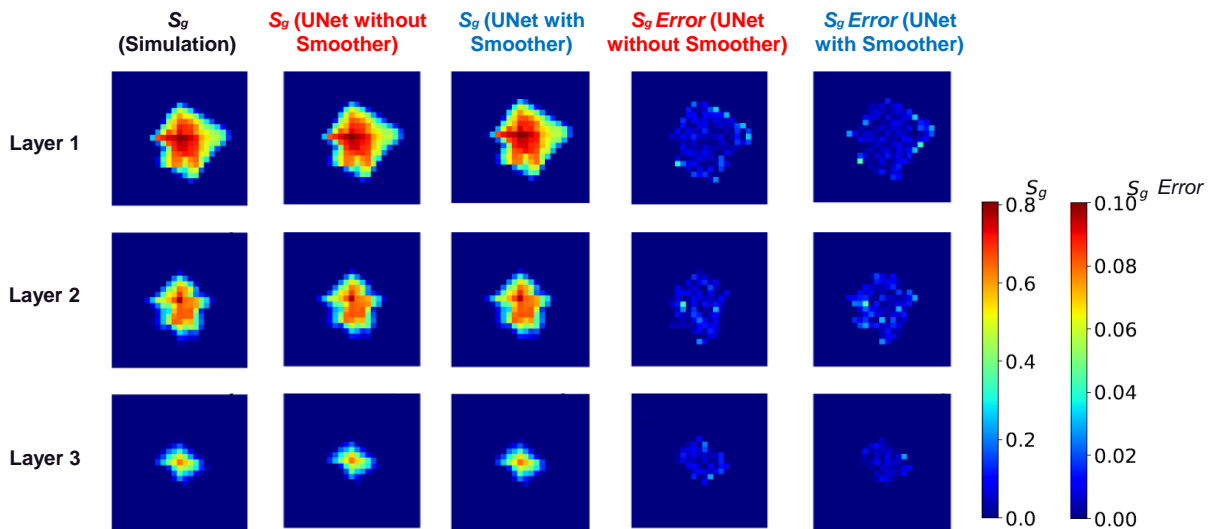 Sg
(Simulation)
Sg (UNet without
Smoother)
Sg (UNet with
Smoother)
Sg Error (UNet
without Smoother)
Sg Error (UNet
with Smoother)
Layer 1
Layer 2
Layer 3
Sg
0.8
0.6
0.4
0.2
0.0
Sg Error
0.10
0.08
0.06
0.04
0.02
0.00